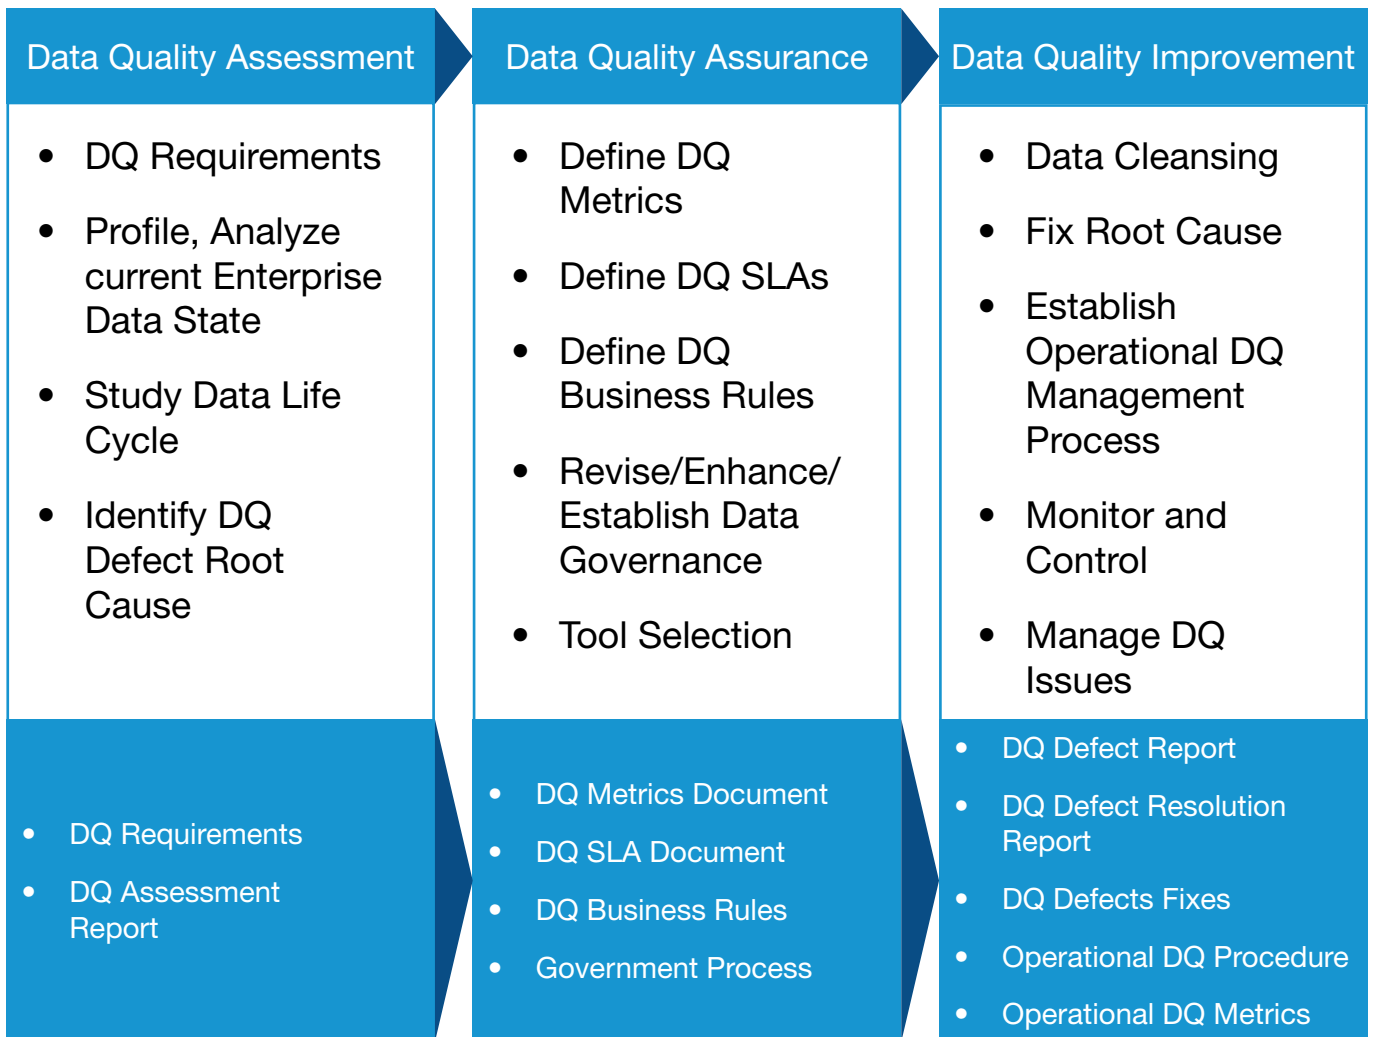 Data Quality Assessment
• DQ Requirements
• Profile, Analyze
current Enterprise
Data State
• Study Data Life
Cycle
• Identify DQ
Defect Root
Cause
• DQ Requirements
• DQ Assessment
Report
Data Quality Assurance
• Define DQ
Metrics
• Define DQ SLAs
• Define DQ
Business Rules
• Revise/Enhance/
Establish Data
Governance
• Tool Selection
• DQ Metrics Document
• DQ SLA Document
• DQ Business Rules
• Government Process
Data Quality Improvement
• Data Cleansing
• Fix Root Cause
• Establish
Operational DQ
Management
Process
• Monitor and
Control
• Manage DQ
Issues
• DQ Defect Report
• DQ Defect Resolution
Report
• DQ Defects Fixes
• Operational DQ Procedure
• Operational DQ Metrics